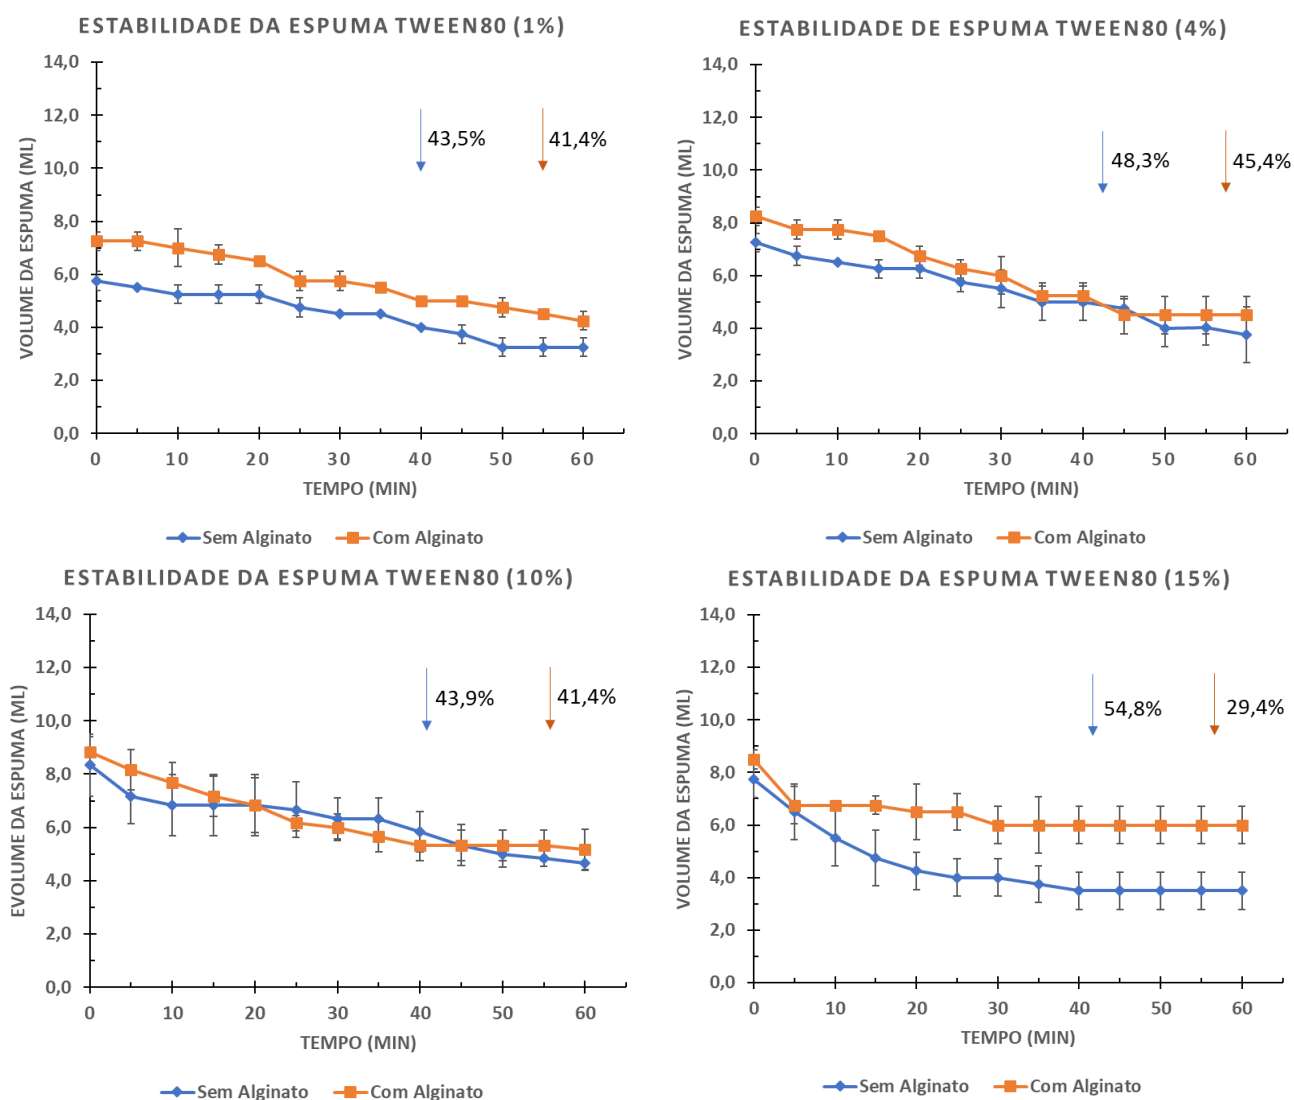 ESTABILIDADE DA ESPUMA TWEEN80 (1%)
14,0
12,0
10,0
8,0
6,0
4,0
2,0
0,0
VOLUME DA ESPUMA (ML)
43,5%
41,4%
0 10 20 30 40 50 60
TEMPO (MIN)
Sem Alginato Com Alginato
ESTABILIDADE DE ESPUMA TWEEN80 (4%)
14,0
12,0
10,0
8,0
6,0
4,0
2,0
0,0
VOLUME DA ESPUMA (ML)
48,3%
45,4%
0 10 20 30 40 50 60
TEMPO (MIN)
Sem Alginato Com Alginato
ESTABILIDADE DA ESPUMA TWEEN80 (10%)
14,0
12,0
10,0
8,0
6,0
4,0
2,0
0,0
EVOLUME DA ESPUMA (ML)
43,9%
41,4%
0 10 20 30 40 50 60
TEMPO (MIN)
Sem Alginato Com Alginato
ESTABILIDADE DA ESPUMA TWEEN80 (15%)
14,0
12,0
10,0
8,0
6,0
4,0
2,0
0,0
VOLUME DA ESPUMA (ML)
54,8%
29,4%
0 10 20 30 40 50 60
TEMPO (MIN)
Sem Alginato Com Alginato